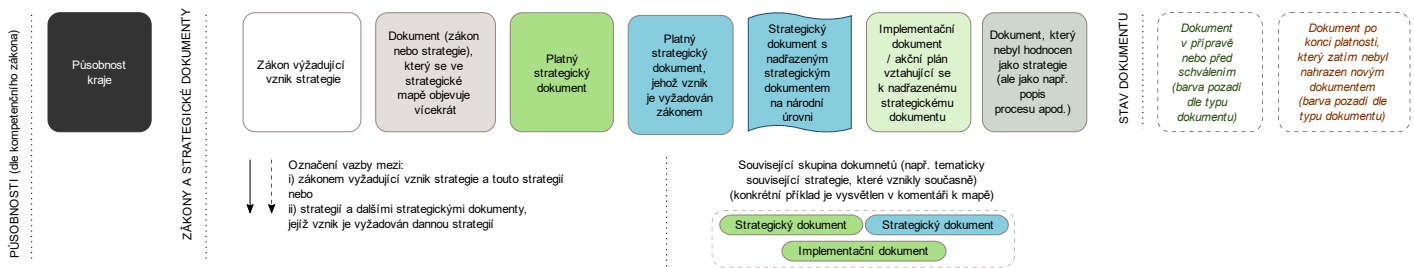 PŮSOBNOSTI (dle kompetenčního zákona)
Působnost
kraje
ZÁKONY A STRATEGICKÉ DOKUMENTY
Zákon výžadující
vznik strategie
Dokument (zákon
nebo strategie),
který se ve
strategické
mapě objevuje
vícekrát
Platný
strategický
dokument
Platný
strategický
dokument,
jehož vznik
je vyžadován
zákonem
Strategický
dokument s
nadřazeným
strategickým
dokumentem
na národní
úrovni
Implementační
dokument
/ akční plán
vztahující se
k nadřazenému
strategickému
dokumentu
Dokument, který
nebyl hodnocen
jako strategie
(ale jako např.
popis
procesu apod.)
STAV DOKUMENTU
Dokument
v přípravě
nebo před
schválením
(barva pozadí
dle typu
dokumentu)
Dokument po
konci platnosti,
který zatím nebyl
nahrazen novým
dokumentem
(barva pozadí dle
typu dokumentu)
Označení vazby mezi:
i) zákonem vyžadující vznik strategie a touto strategií
nebo
ii) strategií a dalšími strategickými dokumenty,
jejíž vznik je vyžadován dannou strategií
Související skupina dokumnetů (např. tematicky
související strategie, které vznikly současně)
(konkrétní příklad je vysvětlen v komentáři k mapě)
Strategický dokument
Strategický dokument
Implementační dokument